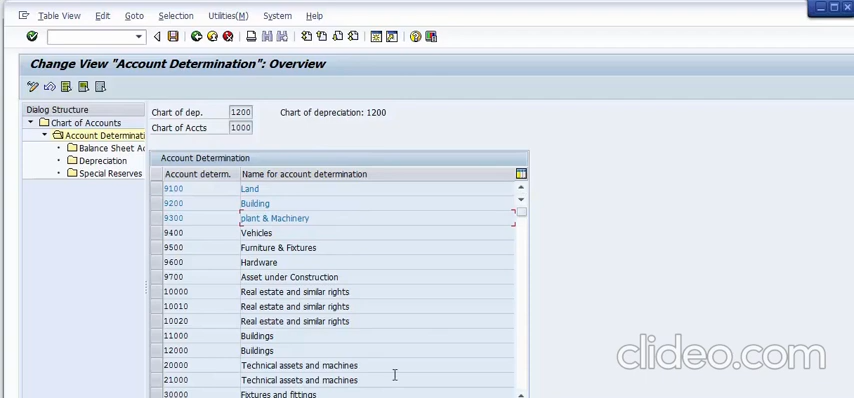 Table View Edit Goto Selection Utilities(M) System Help
Change View "Account Determination": Overview
Dialog Structure
Chart of Accounts
Account Determinati
Balance Sheet Ac
Depreciation
Special Reserves
Chart of dep. 1200 Chart of depreciation: 1200
Chart of Accts 1000
Account Determination
Account determ. Name for account determination
9100 Land
9200 Building
9300 plant & Machinery
9400 Vehicles
9500 Furniture & Fixtures
9600 Hardware
9700 Asset under Construction
10000 Real estate and similar rights
10010 Real estate and similar rights
10020 Real estate and similar rights
11000 Buildings
12000 Buildings
20000 Technical assets and machines
21000 Technical assets and machines
30000 Fixtures and fittings
clideo.com